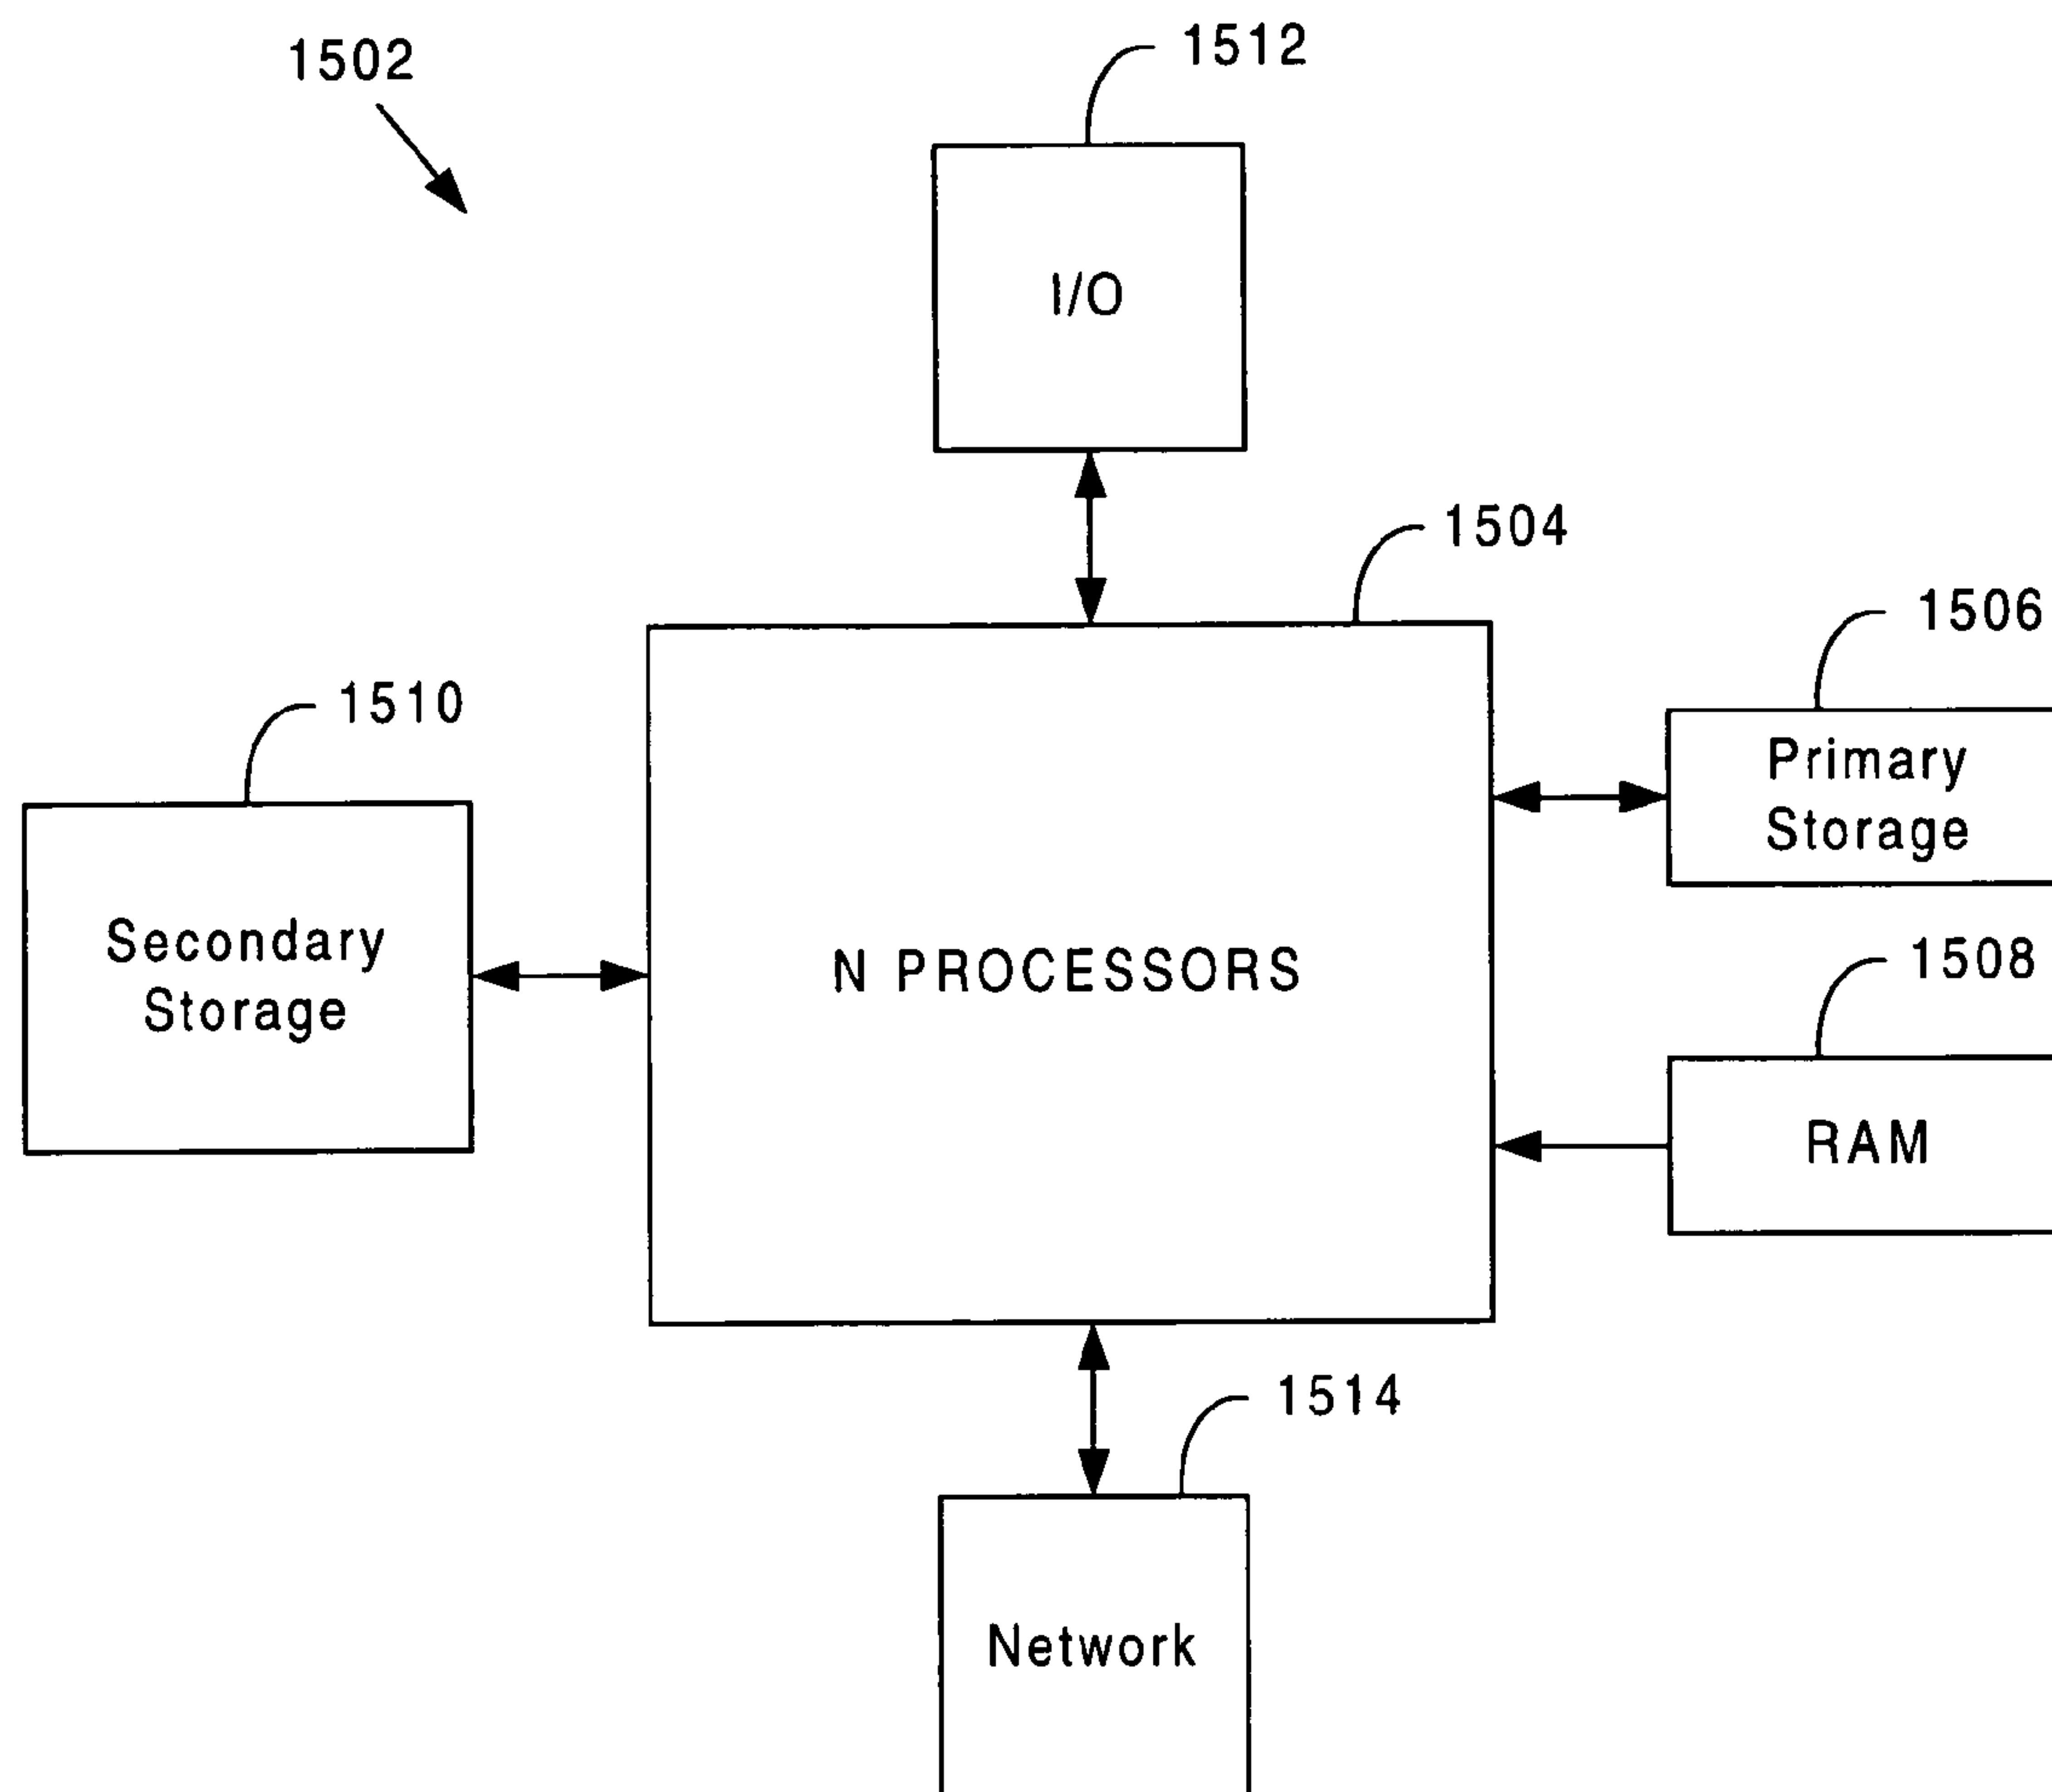 1502
1512
I/O
1504
1506
1510
Primary
Storage
Secondary
Storage
N PROCESSORS
1508
RAM
1514
Network